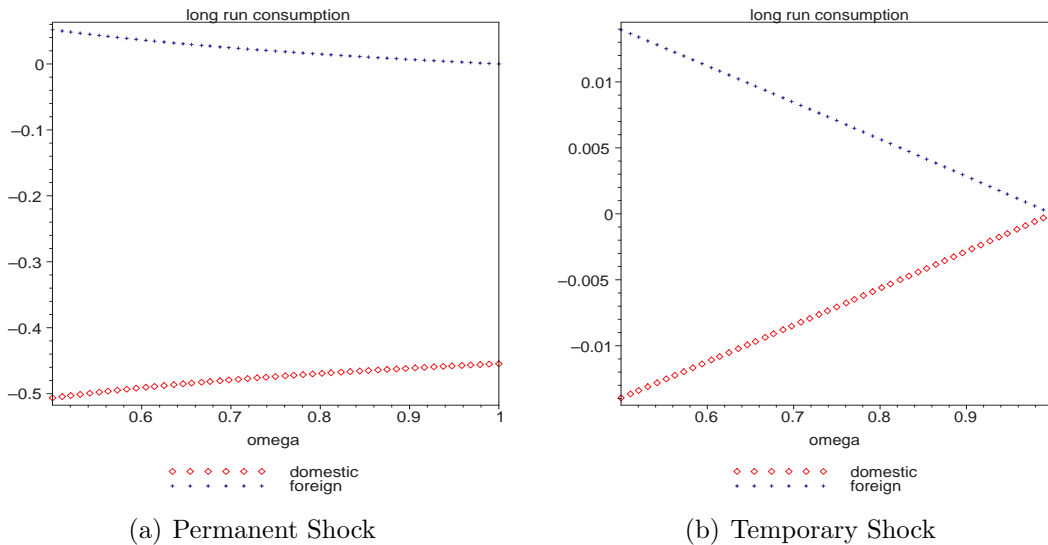 long run consumption
0
–0.1
–0.2
–0.3
–0.4
–0.5
0.6 0.7 0.8 0.9 1
omega
domestic
foreign
(a) Permanent Shock
long run consumption
0.01
0.005
0
–0.005
–0.01
0.6 0.7 0.8 0.9
omega
domestic
foreign
(b) Temporary Shock